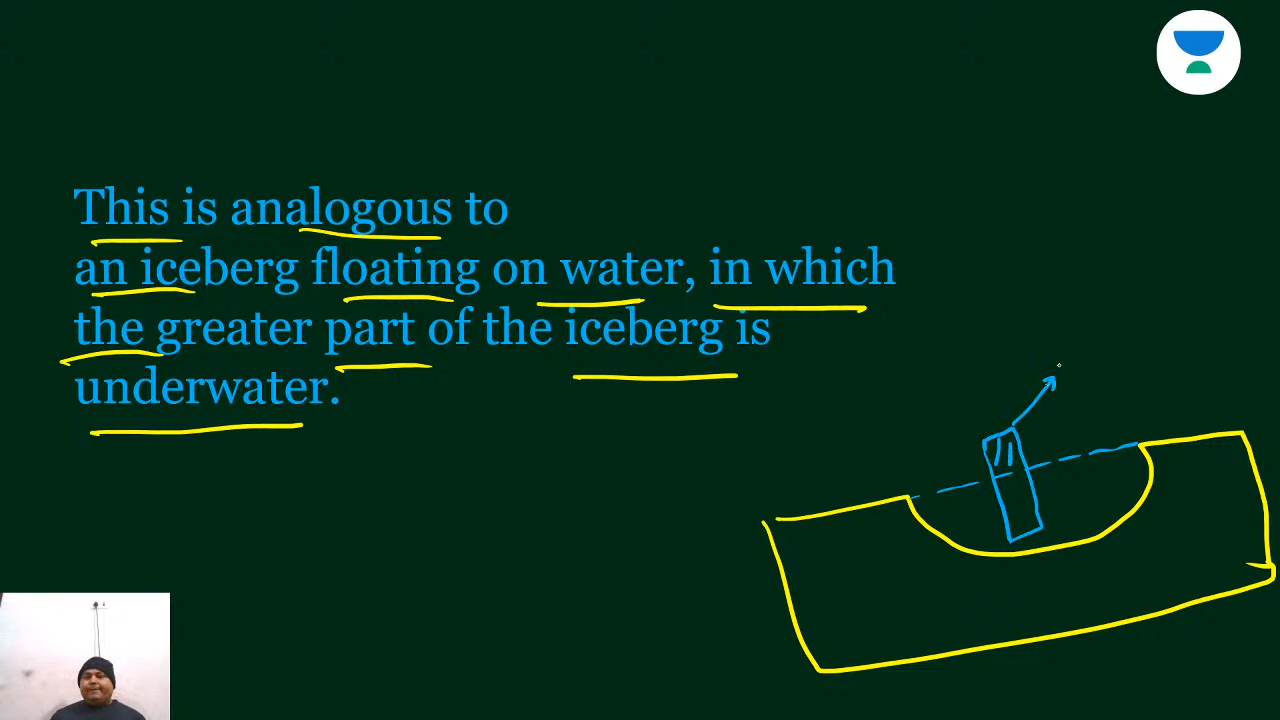 This is analogous to
an iceberg floating on water, in which
the greater part of the iceberg is
underwater.